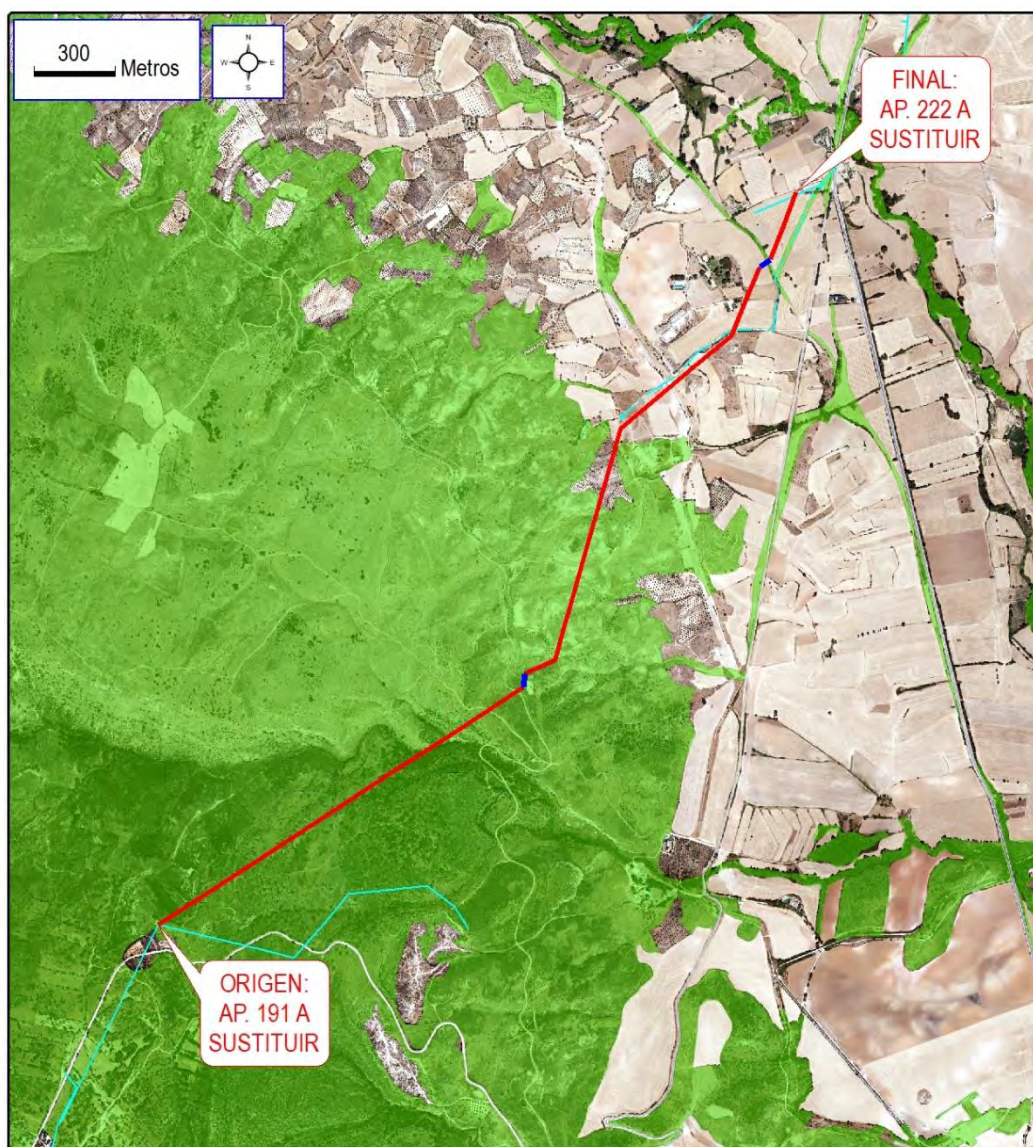 300 Metros
N
W E
S
FINAL:
AP. 222 A
SUSTITUIR
ORIGEN:
AP. 191 A
SUSTITUIR